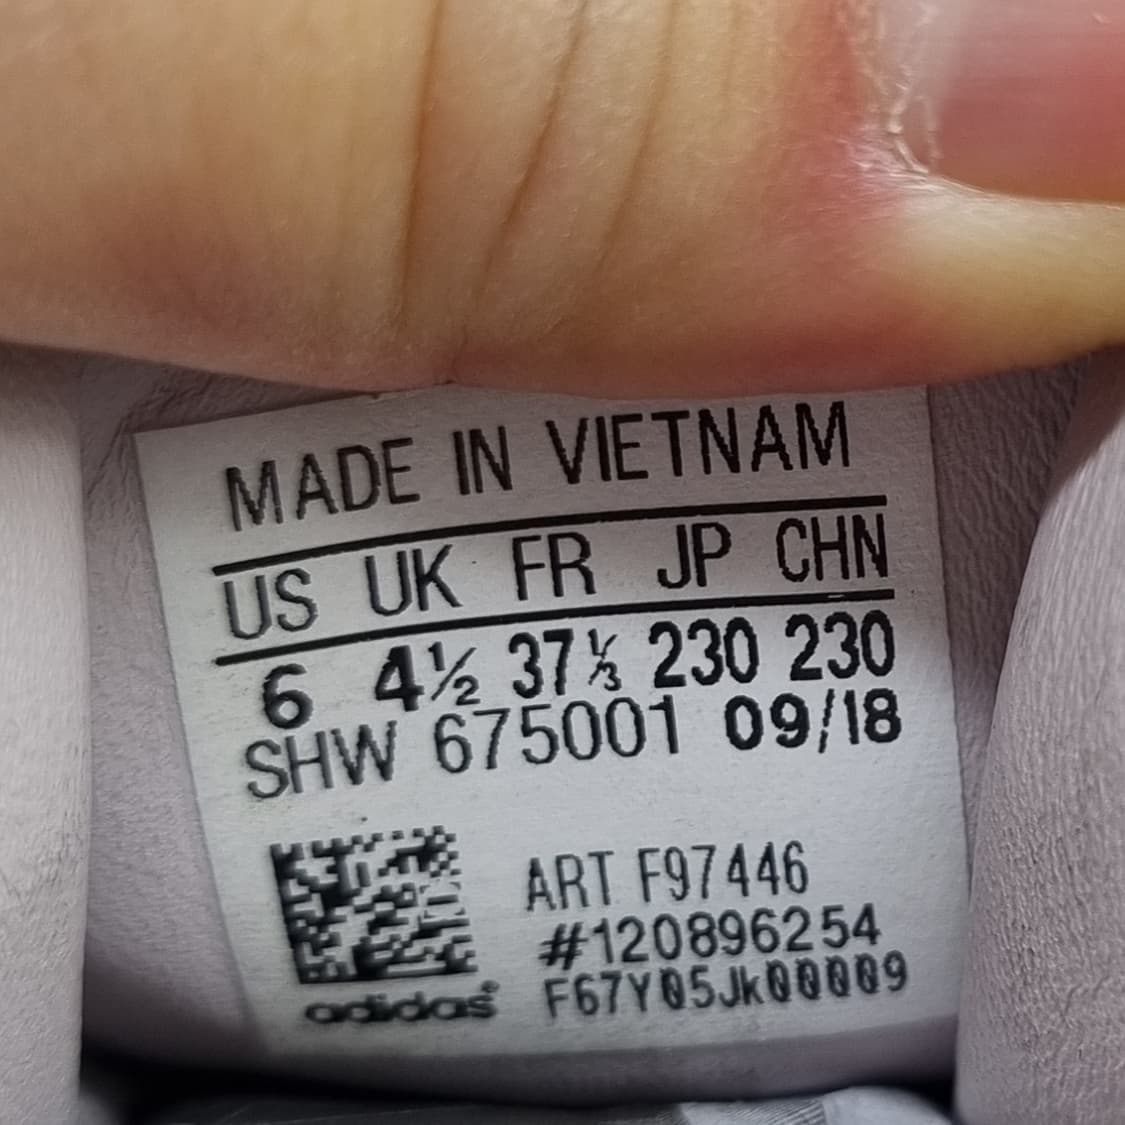 MADE IN VIETNAM
US UK FR JP CHN
6 4½ 37⅓ 230 230
SHW 675001 09/18
ART F97446
#120896254
F67Y05Jk00009
adidas®